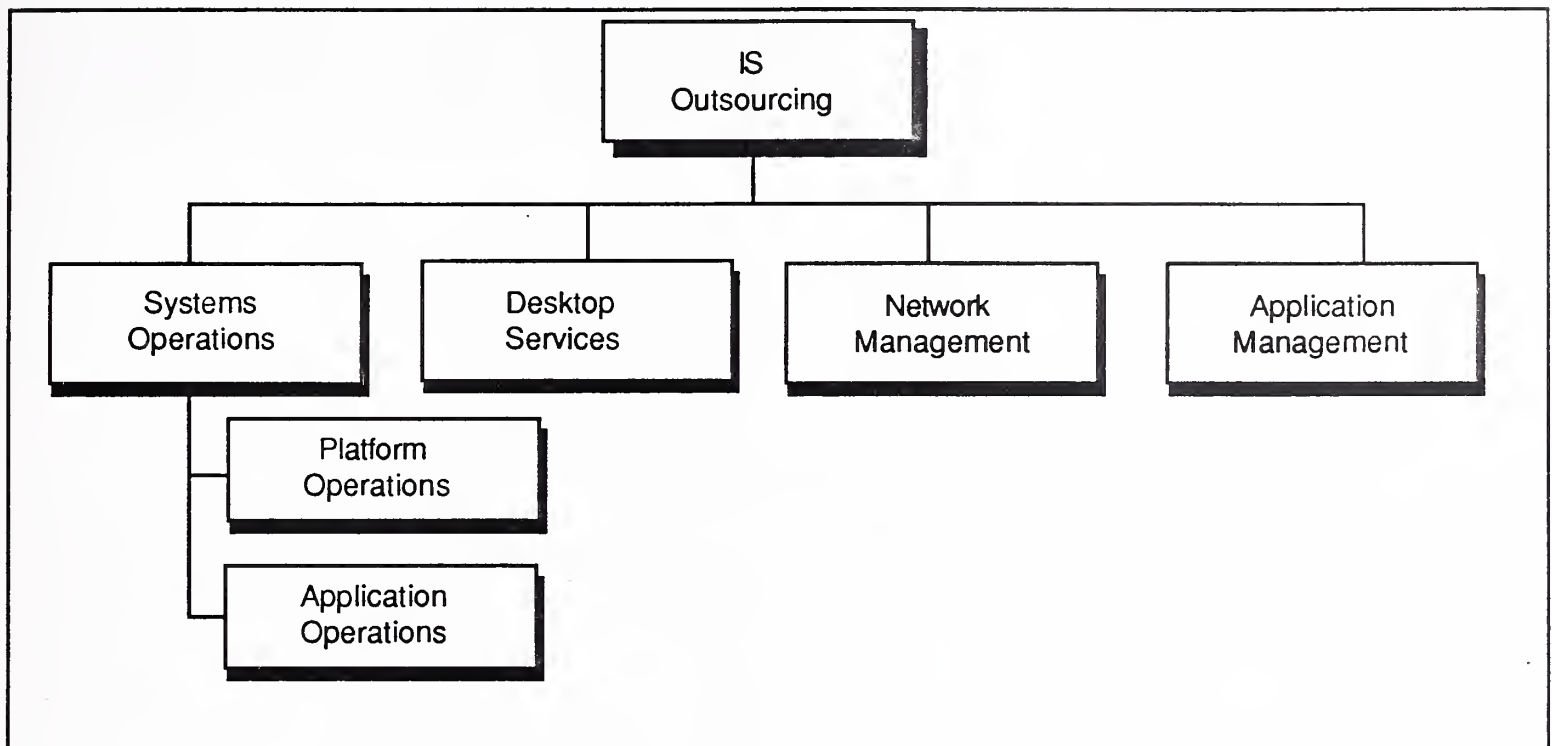 IS
Outsourcing
Systems
Operations
Desktop
Services
Network
Management
Application
Management
Platform
Operations
Application
Operations